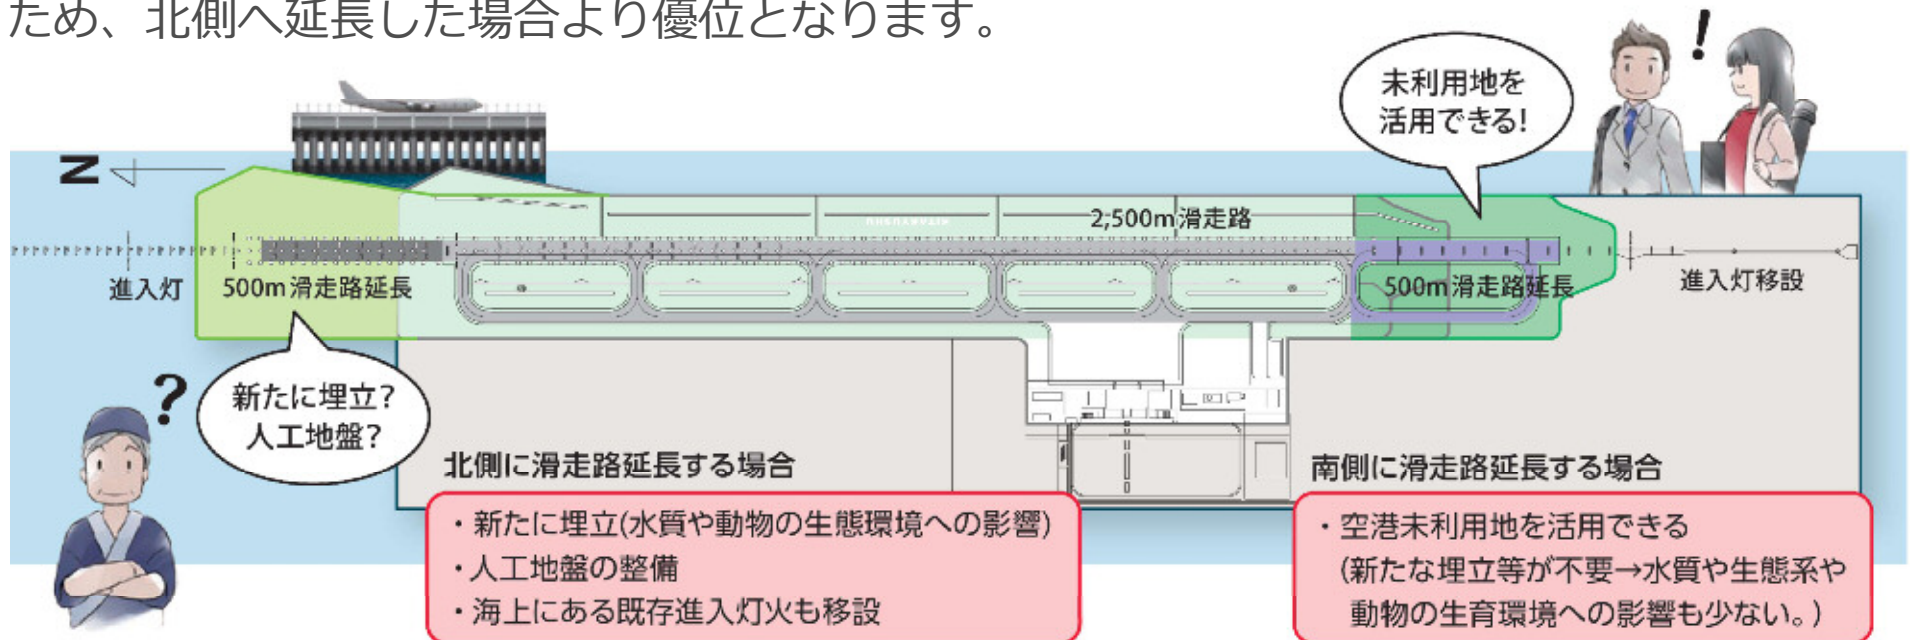 ため、北側へ延長した場合より優位となります。
!
未利用地を
活用できる!
N
2,500m滑走路
進入灯
500m滑走路延長
500m滑走路延長
進入灯移設
?
新たに埋立?
人工地盤?
北側に滑走路延長する場合
・新たに埋立(水質や動物の生態環境への影響)
・人工地盤の整備
・海上にある既存進入灯火も移設
南側に滑走路延長する場合
・空港未利用地を活用できる
(新たな埋立等が不要→水質や生態系や
動物の生育環境への影響も少ない。)